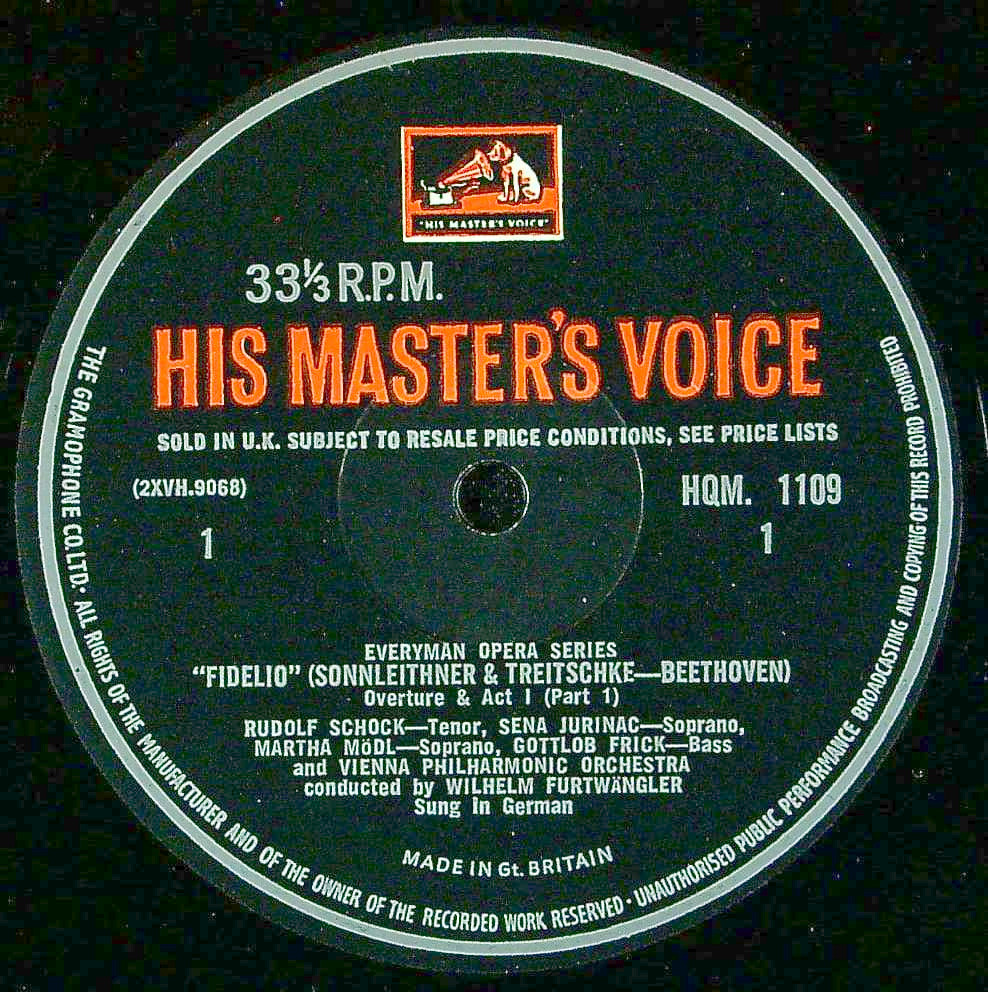 "HIS MASTER'S VOICE"
33⅓ R.P.M.
HIS MASTER'S VOICE
SOLD IN U.K. SUBJECT TO RESALE PRICE CONDITIONS, SEE PRICE LISTS
(2XVH.9068)
HQM. 1109
1
1
EVERYMAN OPERA SERIES
"FIDELIO" (SONNLEITHNER & TREITSCHKE—BEETHOVEN)
Overture & Act I (Part 1)
RUDOLF SCHOCK—Tenor, SENA JURINAC—Soprano,
MARTHA MöDL—Soprano, GOTTLOB FRICK—Bass
and VIENNA PHILHARMONIC ORCHESTRA
conducted by WILHELM FURTWäNGLER
Sung in German
MADE IN Gt. BRITAIN
THE GRAMOPHONE CO. LTD. · ALL RIGHTS OF THE MANUFACTURER AND OF THE OWNER OF THE RECORDED WORK RESERVED · UNAUTHORISED PUBLIC PERFORMANCE BROADCASTING AND COPYING OF THIS RECORD PROHIBITED